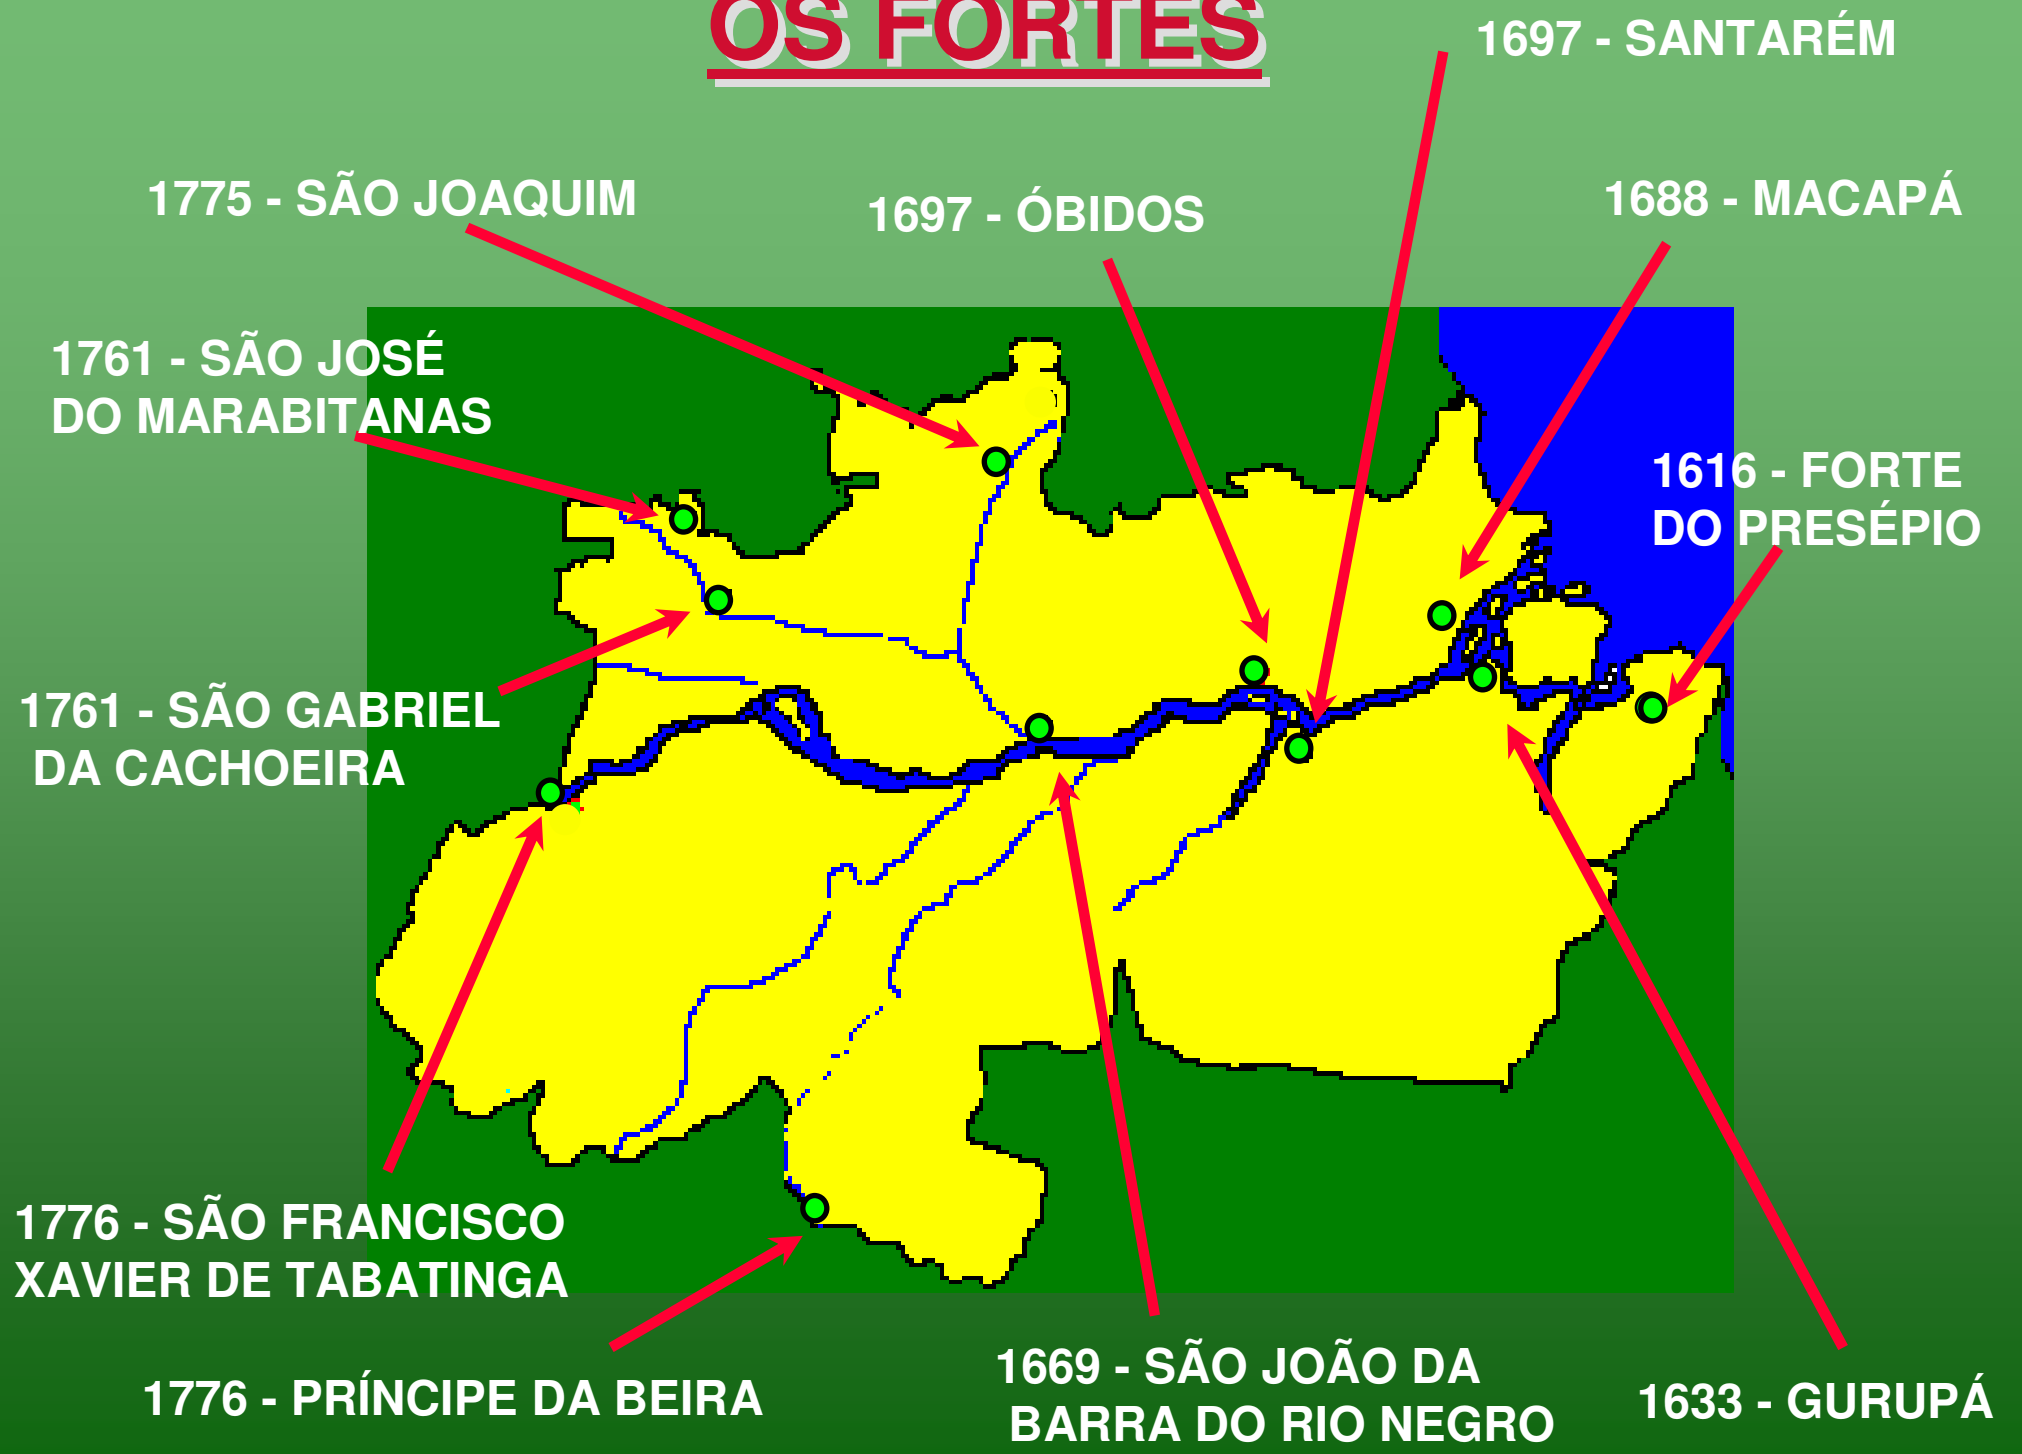 OS FORTES
1697 - SANTARÉM
1775 - SÃO JOAQUIM
1697 - ÓBIDOS
1688 - MACAPÁ
1761 - SÃO JOSÉ
DO MARABITANAS
1616 - FORTE
DO PRESÉPIO
1761 - SÃO GABRIEL
DA CACHOEIRA
1776 - SÃO FRANCISCO
XAVIER DE TABATINGA
1776 - PRÍNCIPE DA BEIRA
1669 - SÃO JOÃO DA
BARRA DO RIO NEGRO
1633 - GURUPÁ